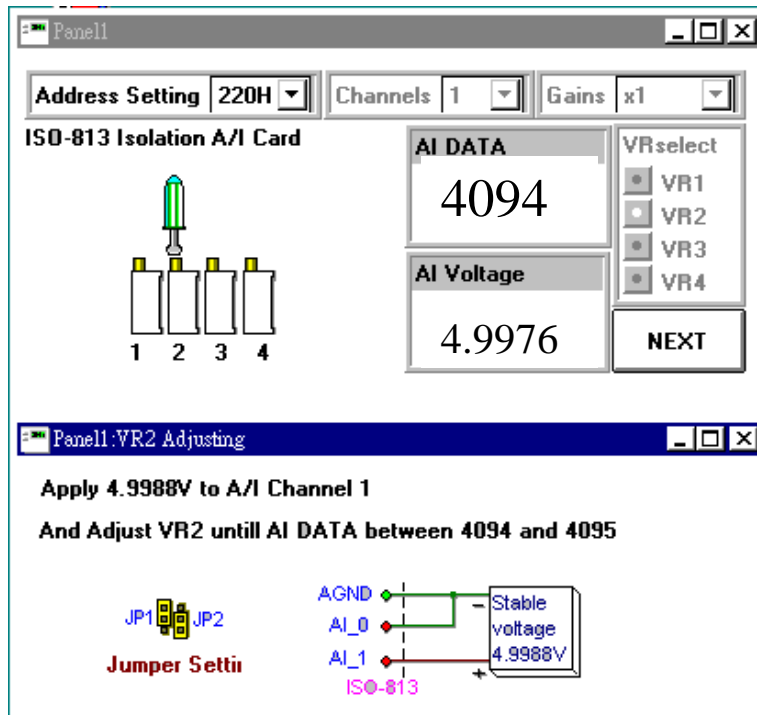 Panel1
Address Setting 220H Channels 1 Gains x1
ISO-813 Isolation A/I Card
AI DATA
4094
VRselect
VR1
VR2
VR3
VR4
AI Voltage
4.9976
NEXT
1 2 3 4
Panel1:VR2 Adjusting
Apply 4.9988V to A/I Channel 1
And Adjust VR2 untill AI DATA between 4094 and 4095
JP1 JP2
Jumper Settin
AGND
AI_0
AI_1
ISO-813
- Stable
voltage
4.9988V
+